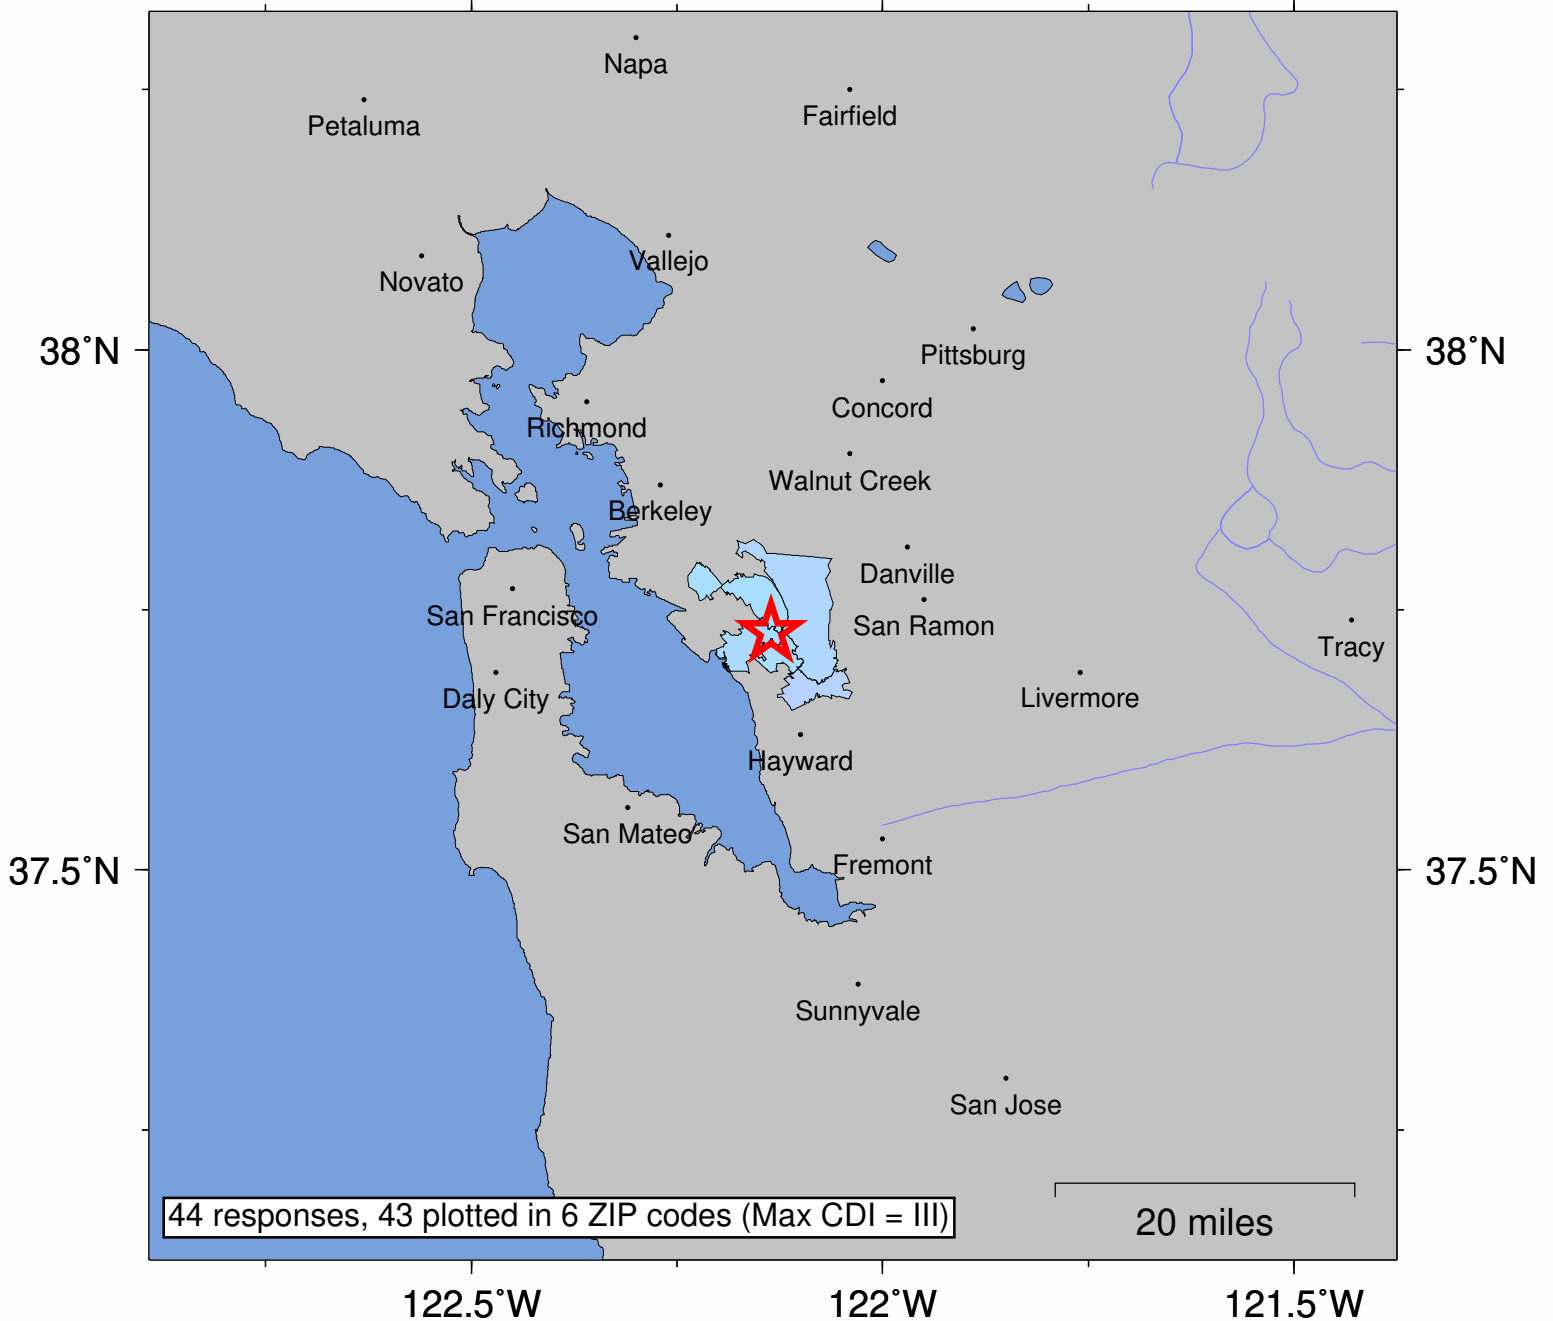 Napa
Fairfield
Petaluma
Vallejo
Novato
38˚N
38˚N
Pittsburg
Concord
Richmond
Walnut Creek
Berkeley
Danville
San Francisco
San Ramon
Tracy
Daly City
Livermore
Hayward
San Mateo
37.5˚N
Fremont
37.5˚N
Sunnyvale
San Jose
44 responses, 43 plotted in 6 ZIP codes (Max CDI = III)
20 miles
122.5˚W
122˚W
121.5˚W